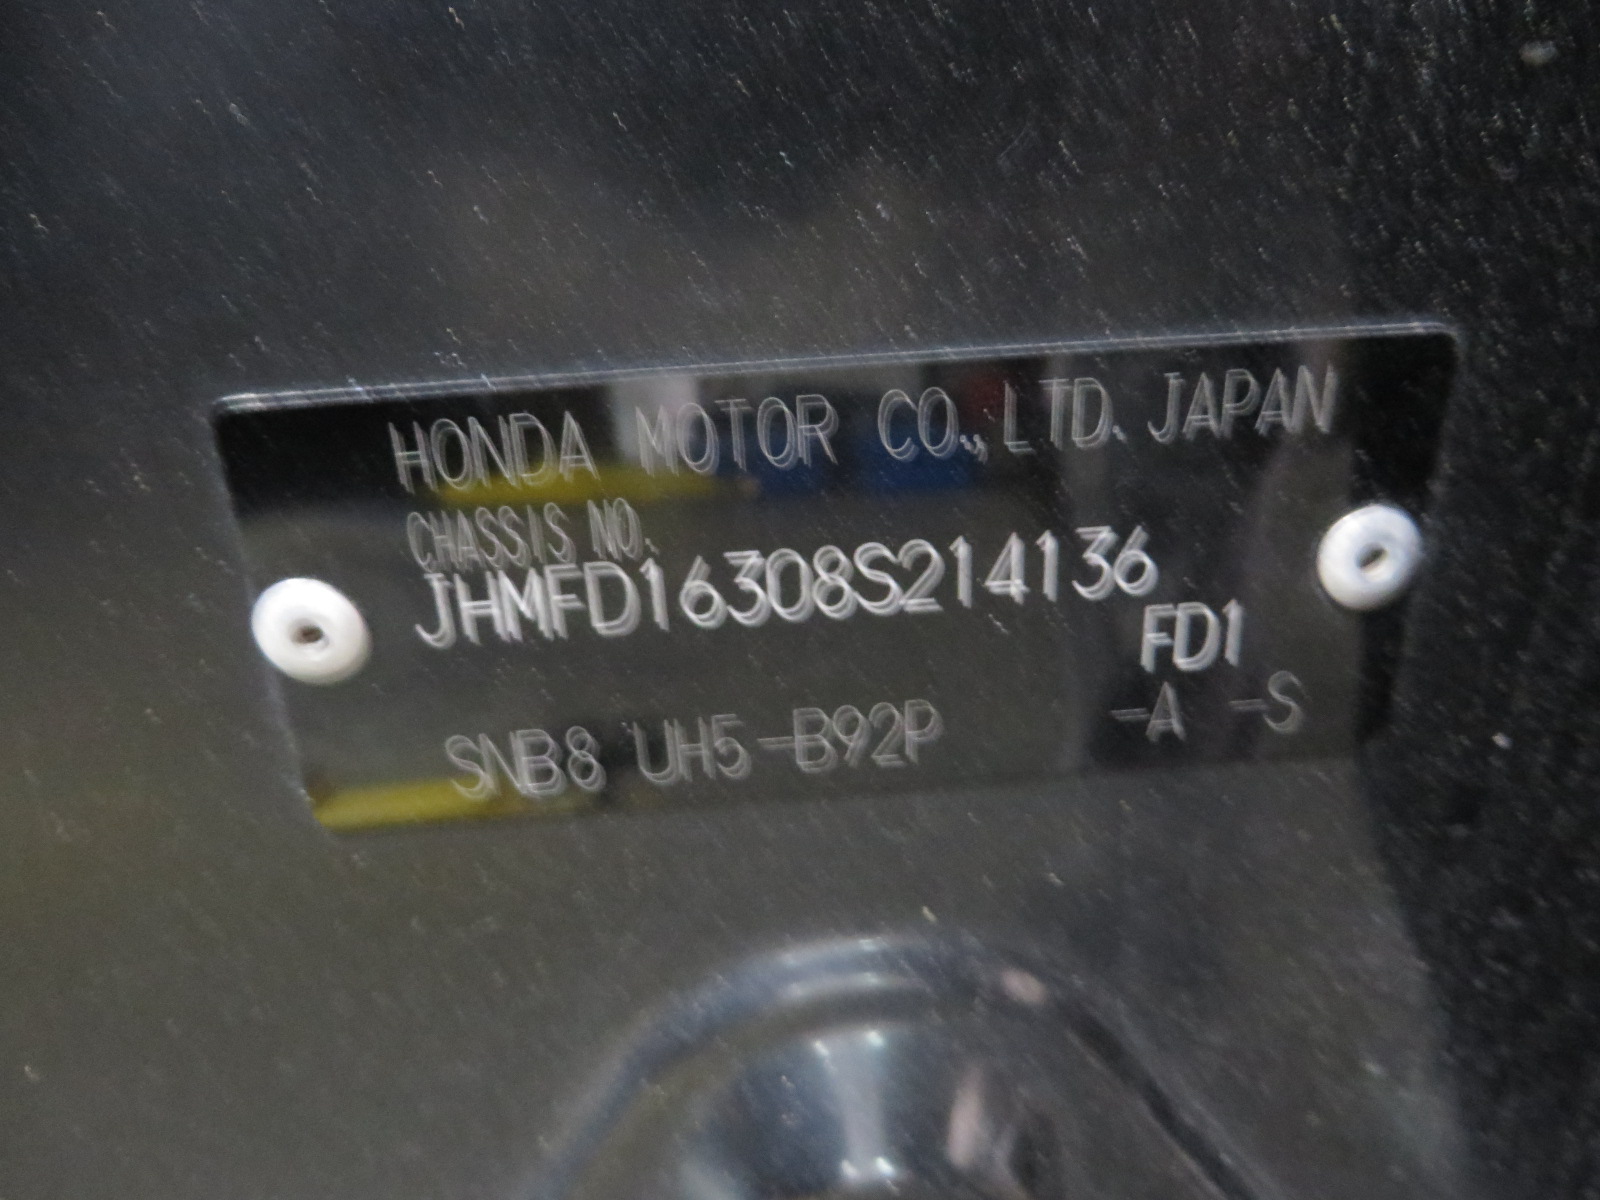 HONDA MOTOR CO., LTD. JAPAN
CHASSIS NO.
JHMFD16308S214136
FD1
SNB8 UH5-B92P -A -S